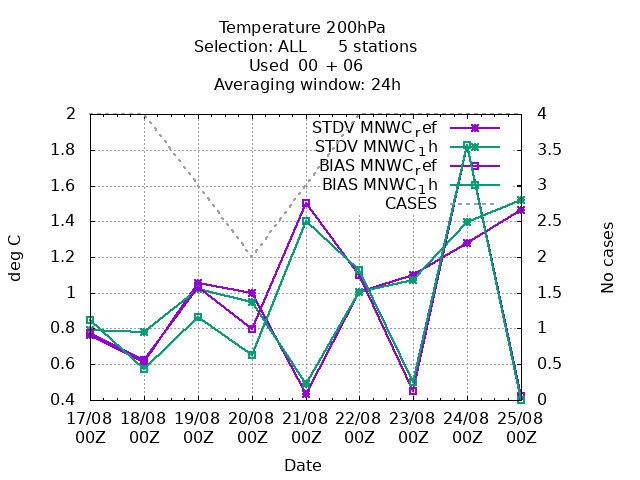 Temperature 200hPa
Selection: ALL 5 stations
Used 00 + 06
Averaging window: 24h
2
1.8
1.6
1.4
1.2
1
0.8
0.6
0.4
4
3.5
3
2.5
2
1.5
1
0.5
0
STDV MNWC_ref
STDV MNWC_1h
BIAS MNWC_ref
BIAS MNWC_1h
CASES
deg C
No cases
17/08 18/08 19/08 20/08 21/08 22/08 23/08 24/08 25/08
00Z 00Z 00Z 00Z 00Z 00Z 00Z 00Z 00Z
Date